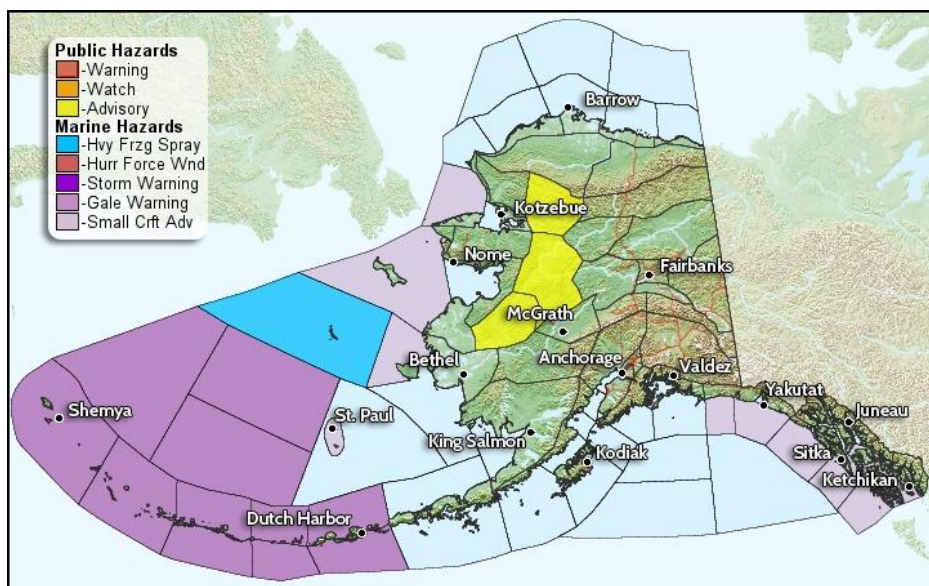 Public Hazards
-Warning
-Watch
-Advisory
Marine Hazards
-Hvy Frzg Spray
-Hurr Force Wnd
-Storm Warning
-Gale Warning
-Small Crft Adv
Barrow
Kotzebue
Nome
Fairbanks
McGrath
Bethel
Anchorage
Valdez
Yakutat
Shemya
St. Paul
Juneau
King Salmon
Kodiak
Sitka
Ketchikan
Dutch Harbor